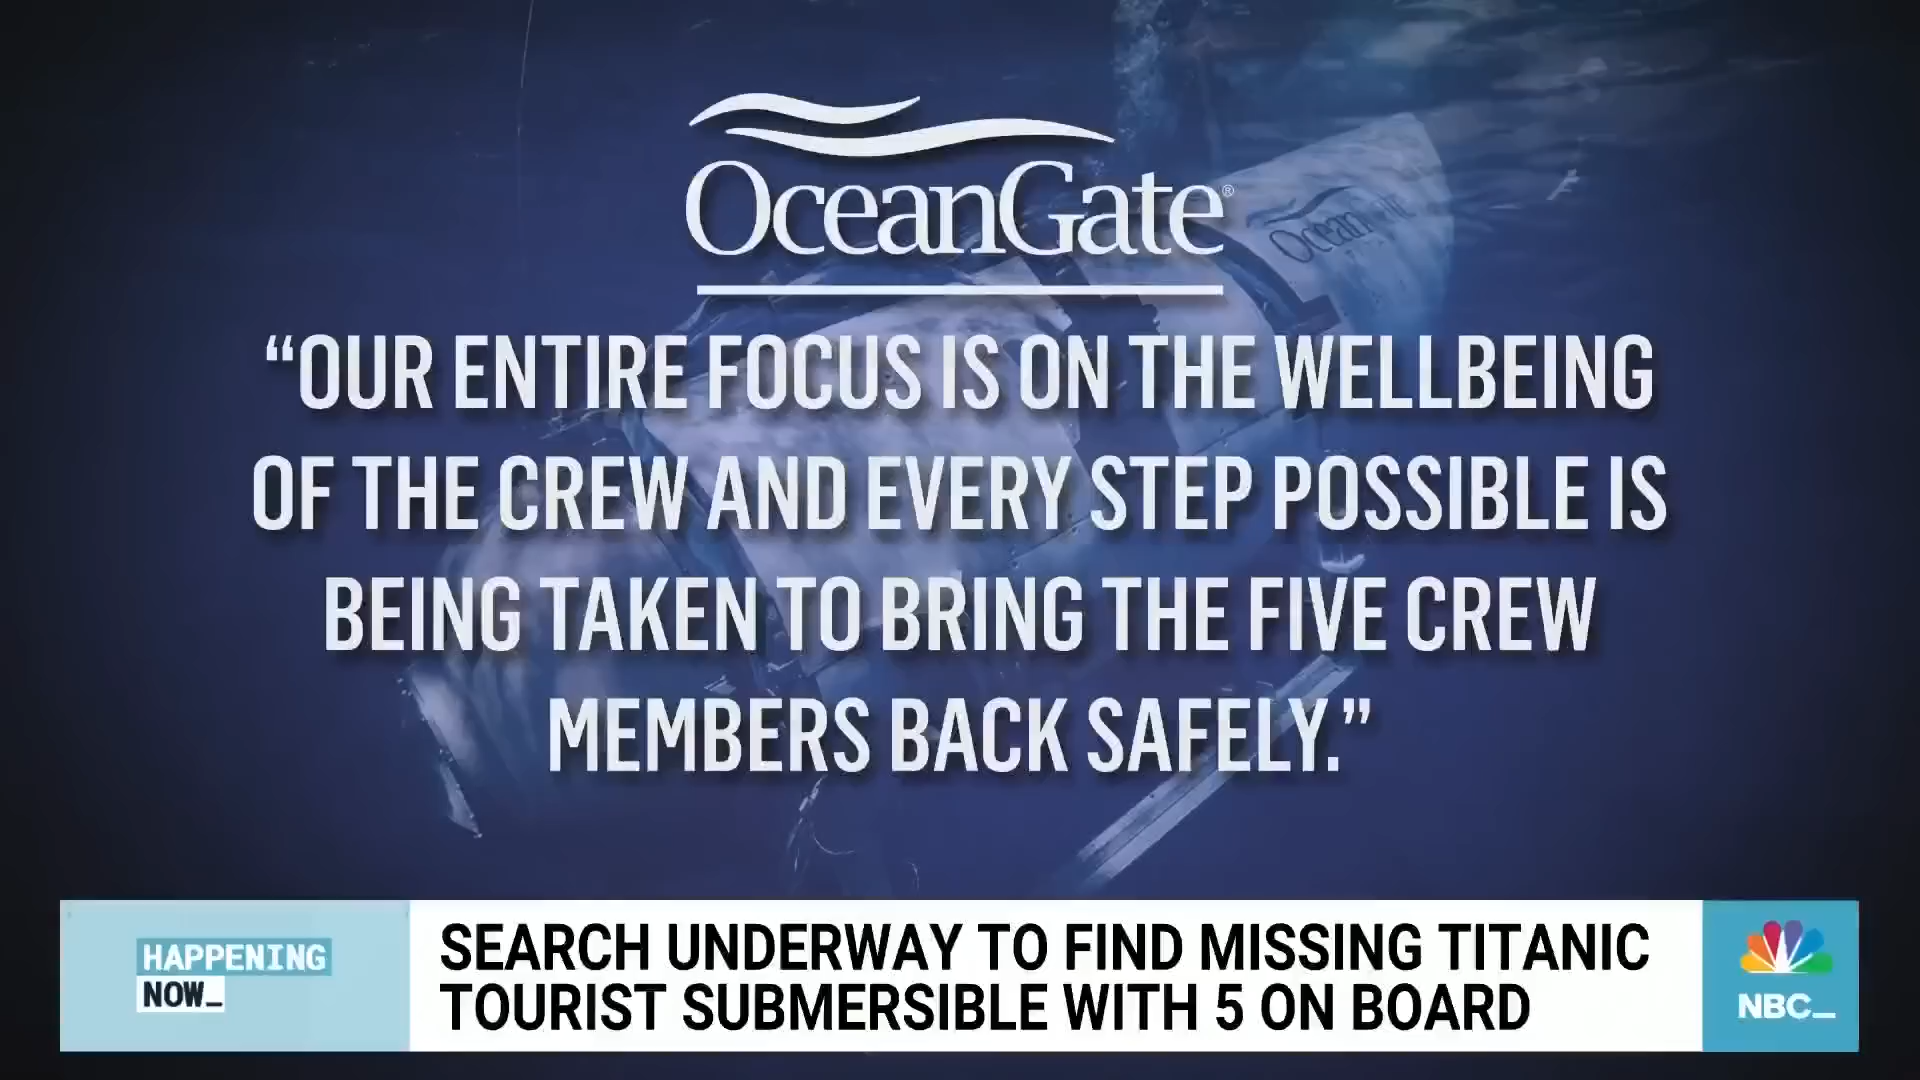 OceanGate®
OceanGate
“OUR ENTIRE FOCUS IS ON THE WELLBEING
OF THE CREW AND EVERY STEP POSSIBLE IS
BEING TAKEN TO BRING THE FIVE CREW
MEMBERS BACK SAFELY.”
HAPPENING
NOW_
SEARCH UNDERWAY TO FIND MISSING TITANIC
TOURIST SUBMERSIBLE WITH 5 ON BOARD
NBC_